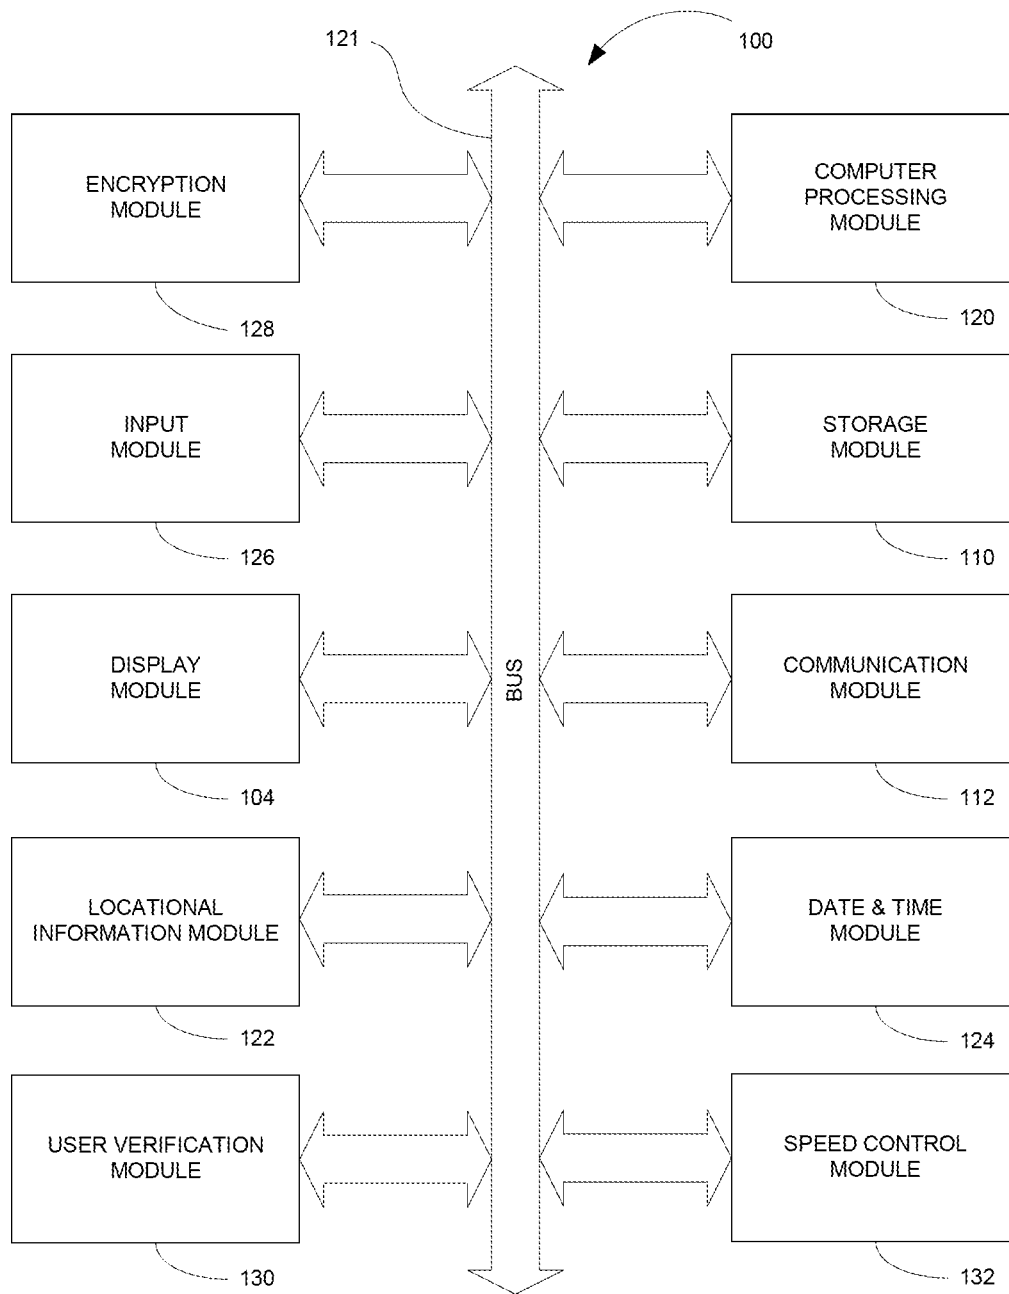 121
100
ENCRYPTION
MODULE
128
COMPUTER
PROCESSING
MODULE
120
INPUT
MODULE
126
STORAGE
MODULE
110
DISPLAY
MODULE
104
BUS
COMMUNICATION
MODULE
112
LOCATIONAL
INFORMATION MODULE
122
DATE & TIME
MODULE
124
USER VERIFICATION
MODULE
130
SPEED CONTROL
MODULE
132